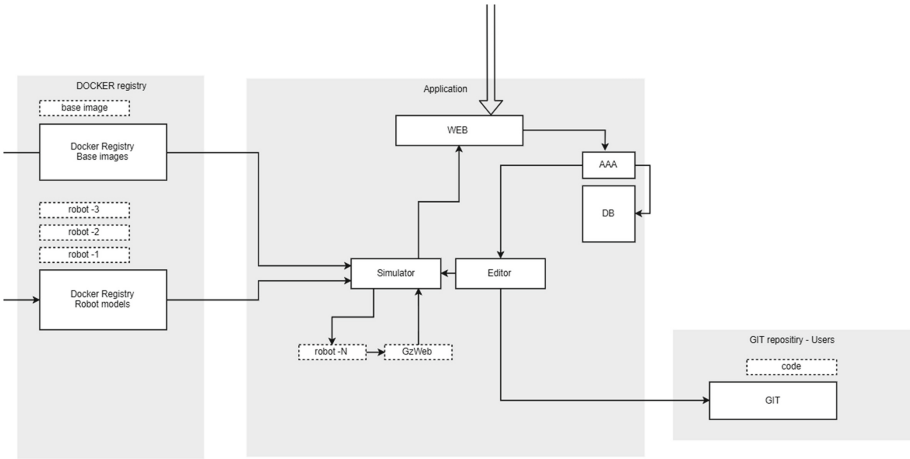 DOCKER registry
base image
Docker Registry
Base images
robot -3
robot -2
robot -1
Docker Registry
Robot models
Application
WEB
AAA
DB
Simulator
Editor
robot -N
GzWeb
GIT repositiry - Users
code
GIT